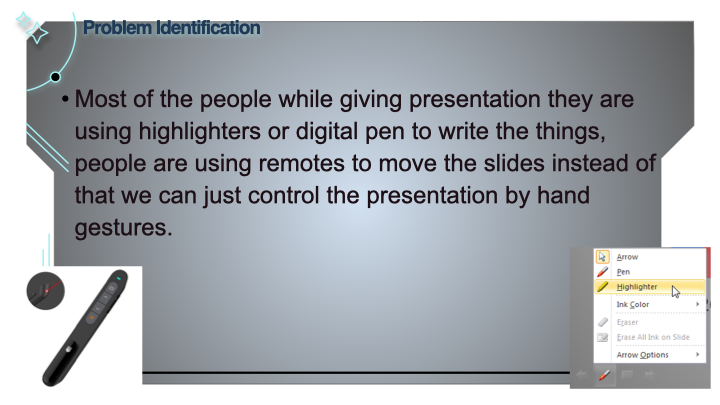 Problem Identification
• Most of the people while giving presentation they are
using highlighters or digital pen to write the things,
people are using remotes to move the slides instead of
that we can just control the presentation by hand
gestures.
Arrow
Pen
Highlighter
Ink Color
Eraser
Erase All Ink on Slide
Arrow Options